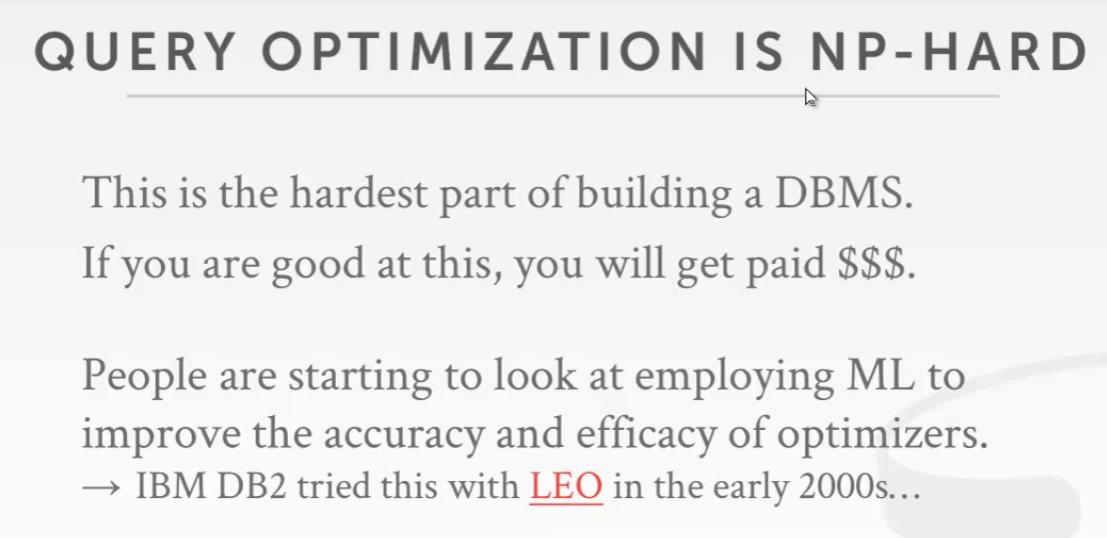 QUERY OPTIMIZATION IS NP-HARD
This is the hardest part of building a DBMS.
If you are good at this, you will get paid $$$.
People are starting to look at employing ML to
improve the accuracy and efficacy of optimizers.
→ IBM DB2 tried this with LEO in the early 2000s…